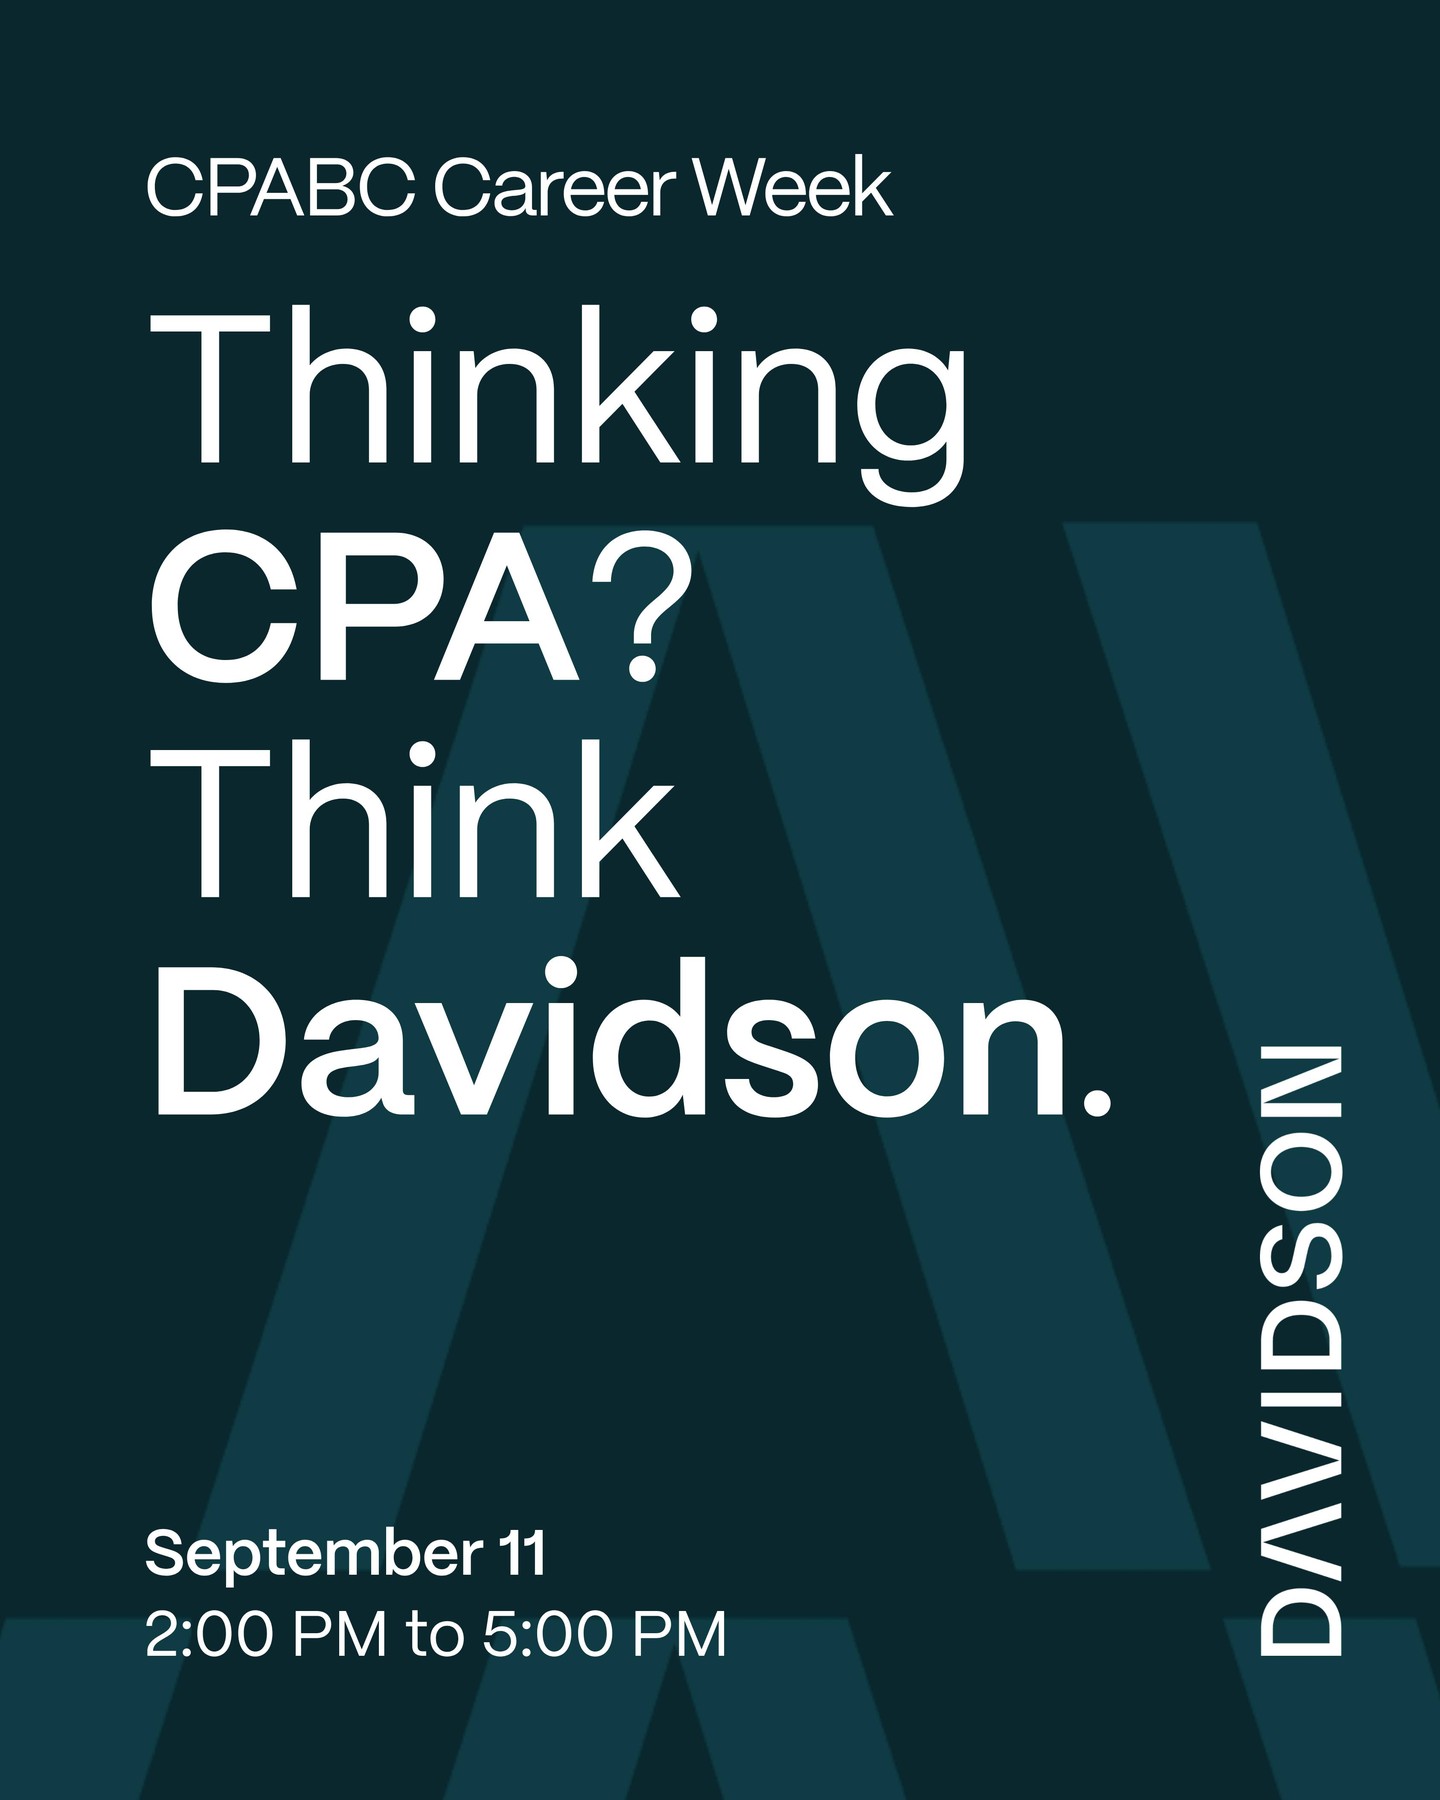 CPABC Career Week
Thinking
CPA?
Think
Davidson.
September 11
2:00 PM to 5:00 PM
DAVIDSON